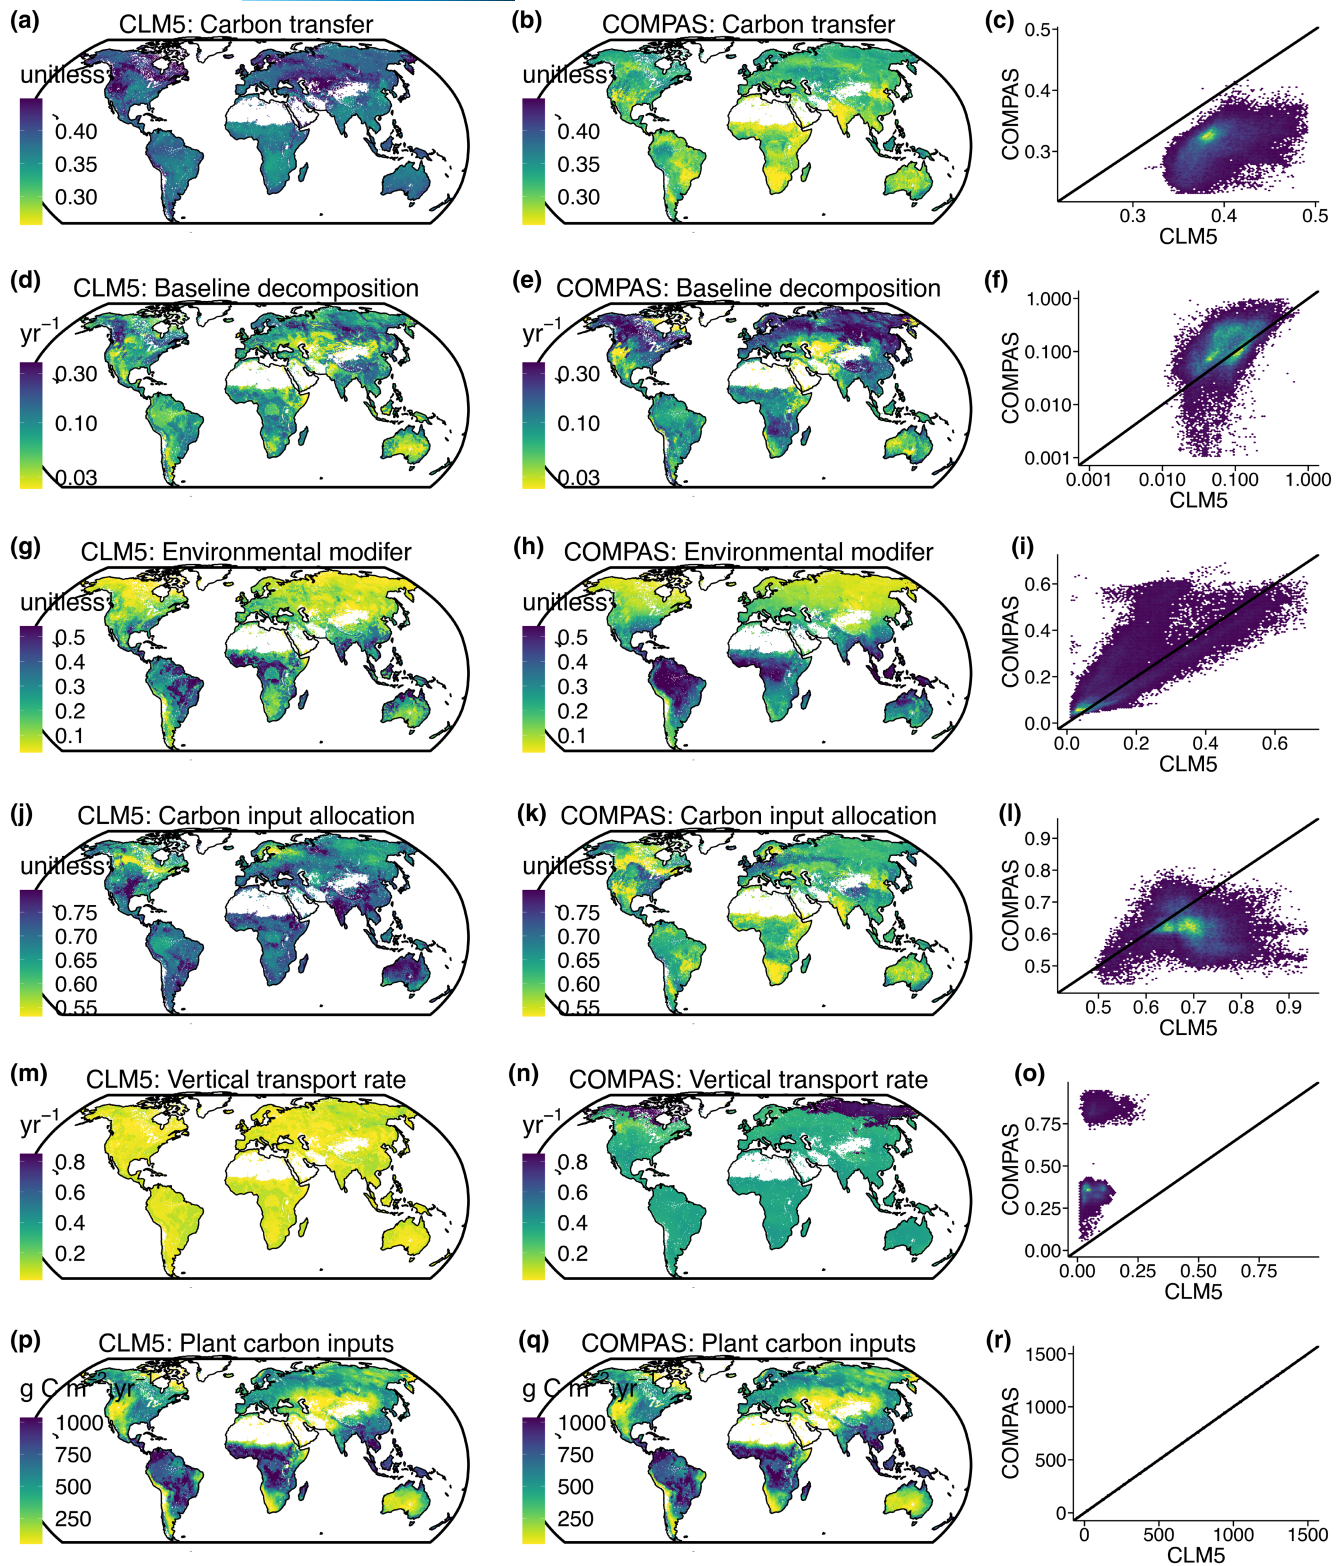 (a) CLM5: Carbon transfer
unitless
0.40
0.35
0.30
(b) COMPAS: Carbon transfer
unitless
0.40
0.35
0.30
(c)
COMPAS
0.5
0.4
0.3
0.3 0.4 0.5
CLM5
(d) CLM5: Baseline decomposition
yr−1
0.30
0.10
0.03
(e) COMPAS: Baseline decomposition
yr−1
0.30
0.10
0.03
(f)
COMPAS
1.000
0.100
0.010
0.001
0.001 0.010 0.100 1.000
CLM5
(g) CLM5: Environmental modifer
unitless
0.5
0.4
0.3
0.2
0.1
(h) COMPAS: Environmental modifer
unitless
0.5
0.4
0.3
0.2
0.1
(i)
COMPAS
0.6
0.4
0.2
0.0
0.0 0.2 0.4 0.6
CLM5
(j) CLM5: Carbon input allocation
unitless
0.75
0.70
0.65
0.60
0.55
(k) COMPAS: Carbon input allocation
unitless
0.75
0.70
0.65
0.60
0.55
(l)
COMPAS
0.9
0.8
0.7
0.6
0.5
0.5 0.6 0.7 0.8 0.9
CLM5
(m) CLM5: Vertical transport rate
yr−1
0.8
0.6
0.4
0.2
(n) COMPAS: Vertical transport rate
yr−1
0.8
0.6
0.4
0.2
(o)
COMPAS
0.75
0.50
0.25
0.00
0.00 0.25 0.50 0.75
CLM5
(p) CLM5: Plant carbon inputs
g C m−2 yr−1
1000
750
500
250
(q) COMPAS: Plant carbon inputs
g C m−2 yr−1
1000
750
500
250
(r)
COMPAS
1500
1000
500
0
0 500 1000 1500
CLM5